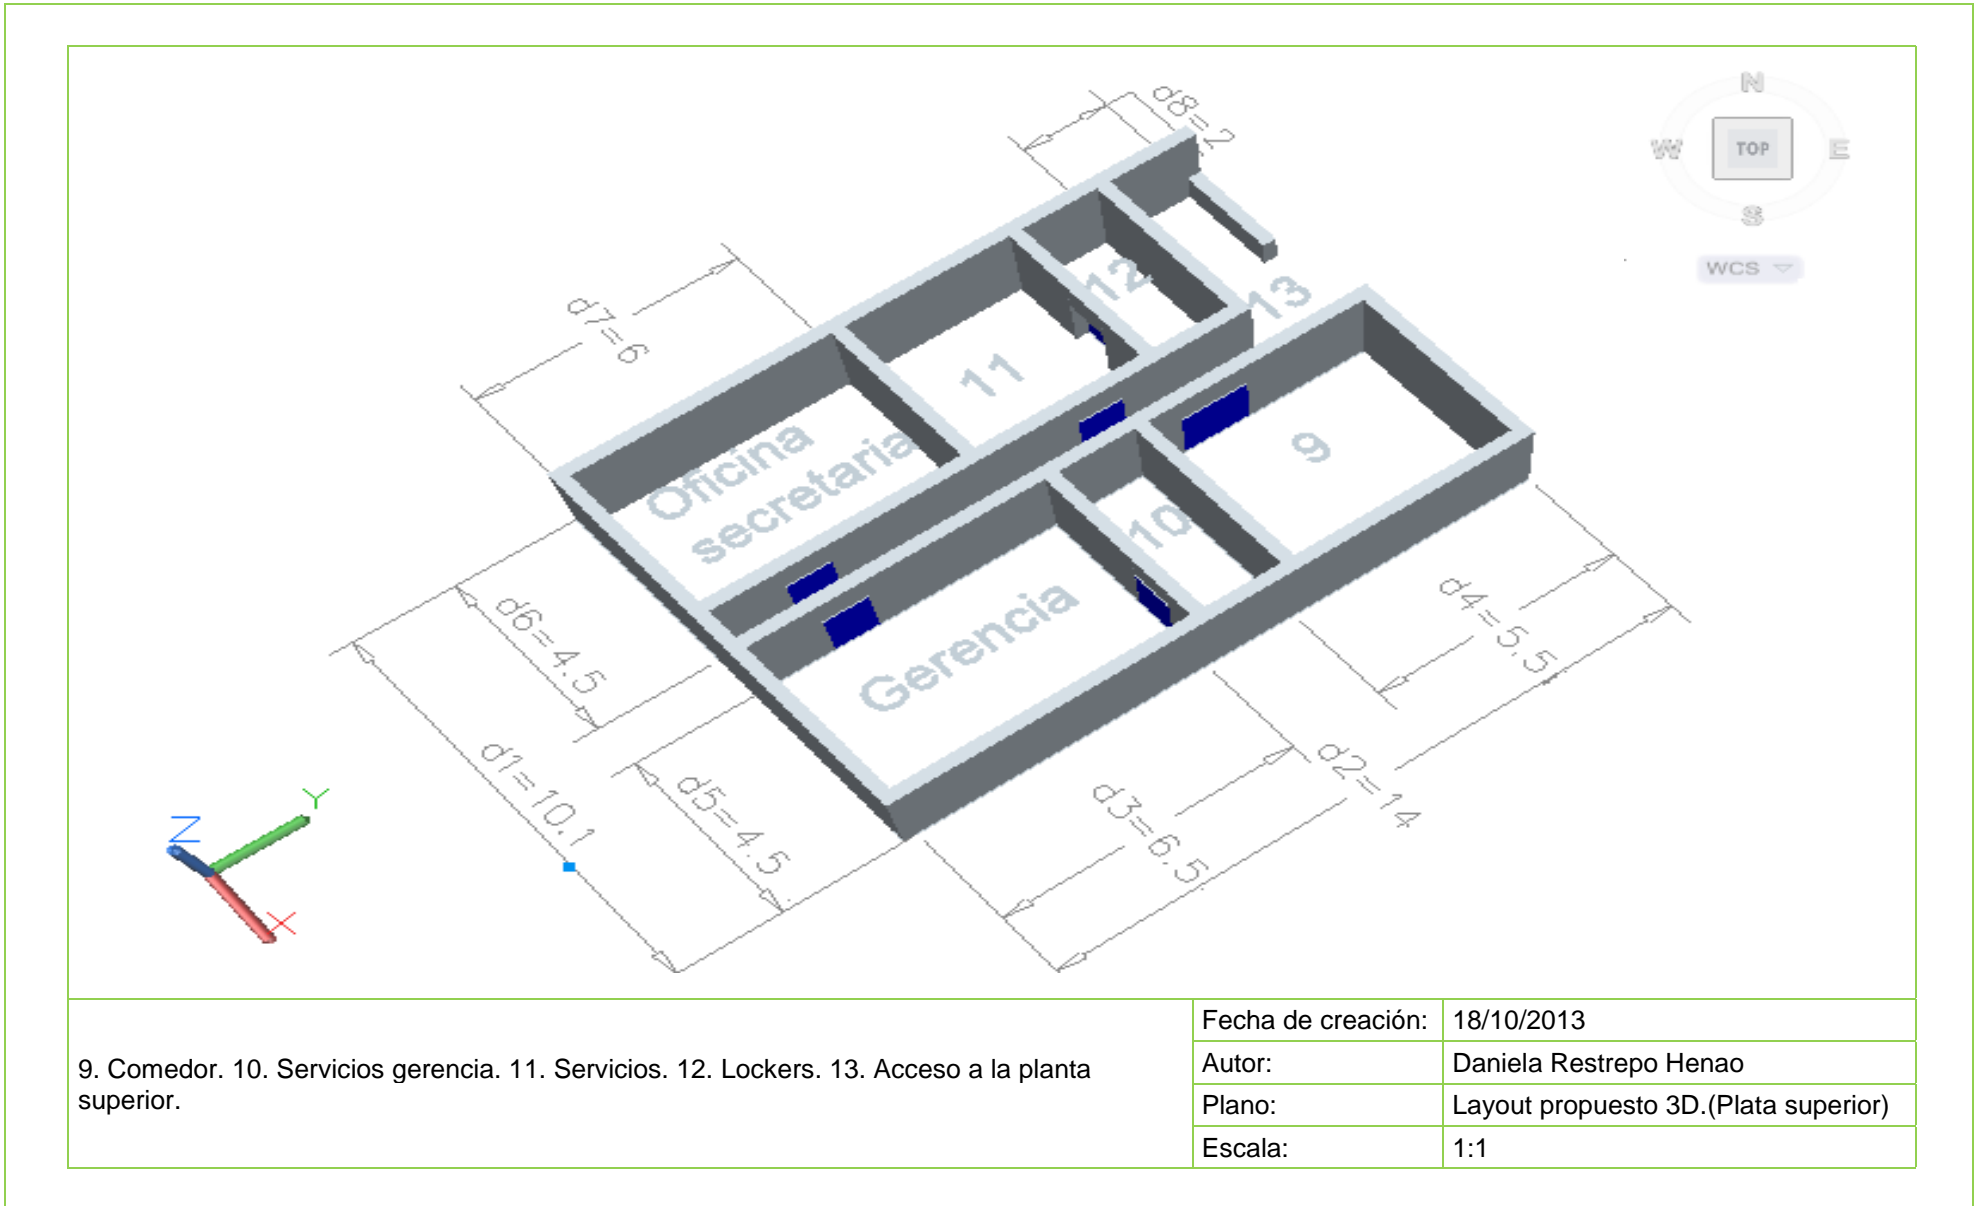 N
W
TOP
E
S
WCS
d8=2
d7=6
12
13
11
Oficina
secretaria
9
10
Gerencia
d6=4.5
d4=5.5
d1=10.1
d5=4.5
d2=14
d3=6.5
Z
Y
X
9. Comedor. 10. Servicios gerencia. 11. Servicios. 12. Lockers. 13. Acceso a la planta
superior.
Fecha de creación: 18/10/2013
Autor: Daniela Restrepo Henao
Plano: Layout propuesto 3D.(Plata superior)
Escala: 1:1